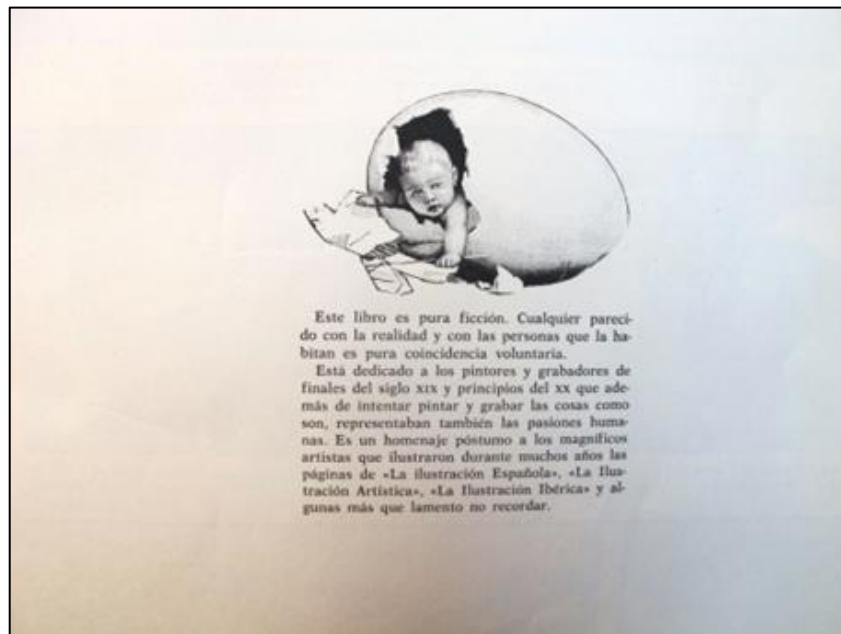 Este libro es pura ficción. Cualquier pareci-
do con la realidad y con las personas que la ha-
bitan es pura coincidencia voluntaria.
Está dedicado a los pintores y grabadores de
finales del siglo XIX y principios del XX que ade-
más de intentar pintar y grabar las cosas como
son, representaban también las pasiones huma-
nas. Es un homenaje póstumo a los magníficos
artistas que ilustraron durante muchos años las
páginas de «La ilustración Española», «La Ilus-
tración Artística», «La Ilustración Ibérica» y al-
gunas más que lamento no recordar.